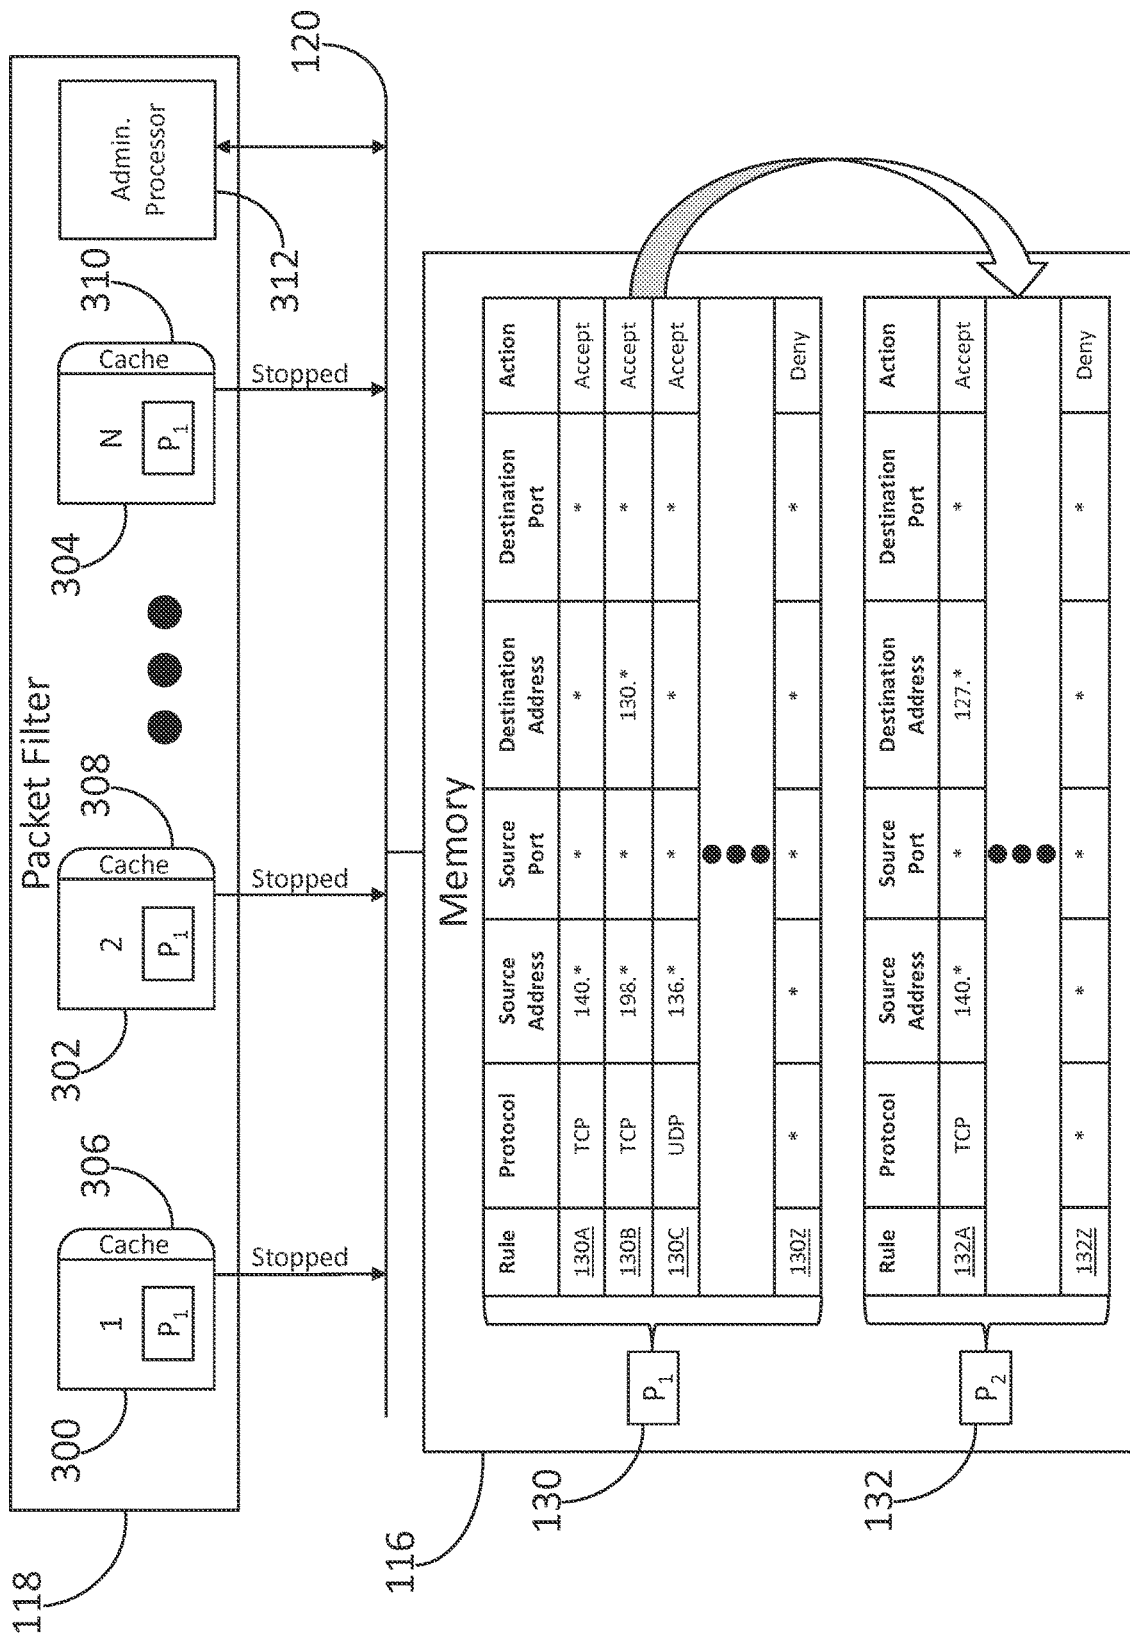 118
Packet Filter
300
306
302
308
304
310
312
1
P1
Cache
2
P1
Cache
N
P1
Cache
Admin.
Processor
Stopped
Stopped
Stopped
120
116
Memory
130
P1
Rule Protocol Source Address Source Port Destination Address Destination Port Action
130A TCP 140.* * * * Accept
130B TCP 198.* * 130.* * Accept
130C UDP 136.* * * * Accept
130Z * * * * * Deny
132
P2
Rule Protocol Source Address Source Port Destination Address Destination Port Action
132A TCP 140.* * 127.* * Accept
132Z * * * * * Deny